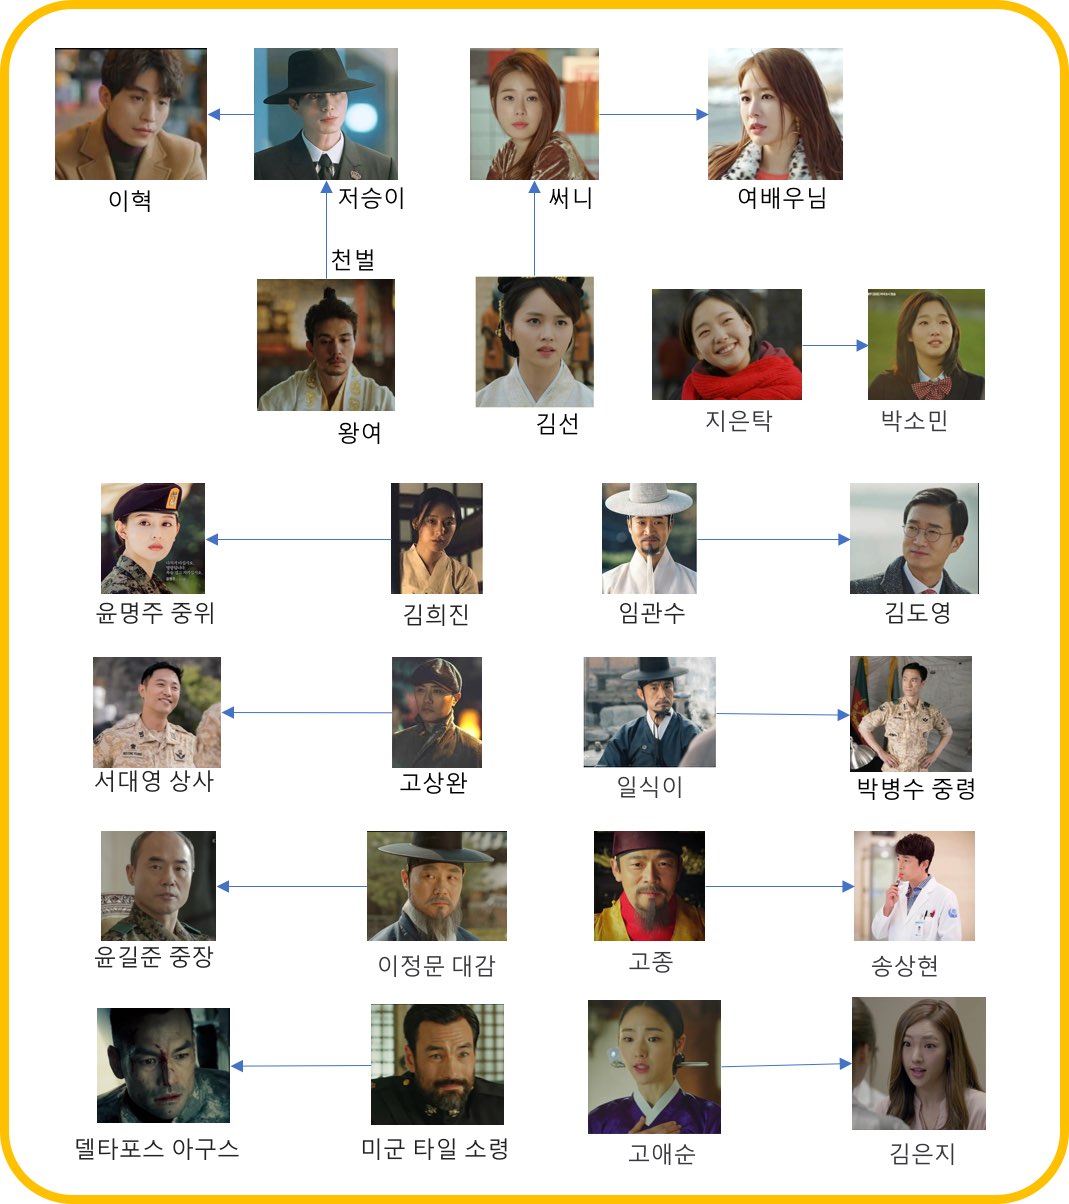 이혁
저승이
써니
여배우님
천벌
왕여
김선
지은탁
박소민
윤명주 중위
김희진
임관수
김도영
서대영 상사
고상완
일식이
박병수 중령
윤길준 중장
이정문 대감
고종
송상현
델타포스 아구스
미군 타일 소령
고애순
김은지